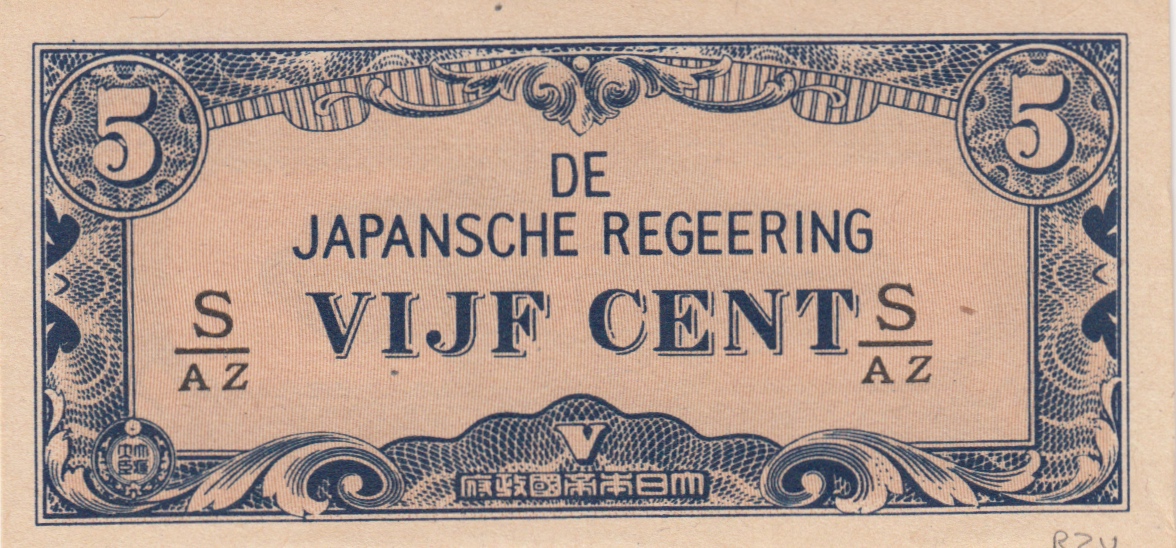 5
5
DE
JAPANSCHE REGEERING
VIJF CENT
S
AZ
S
AZ
V
大日本帝國政府